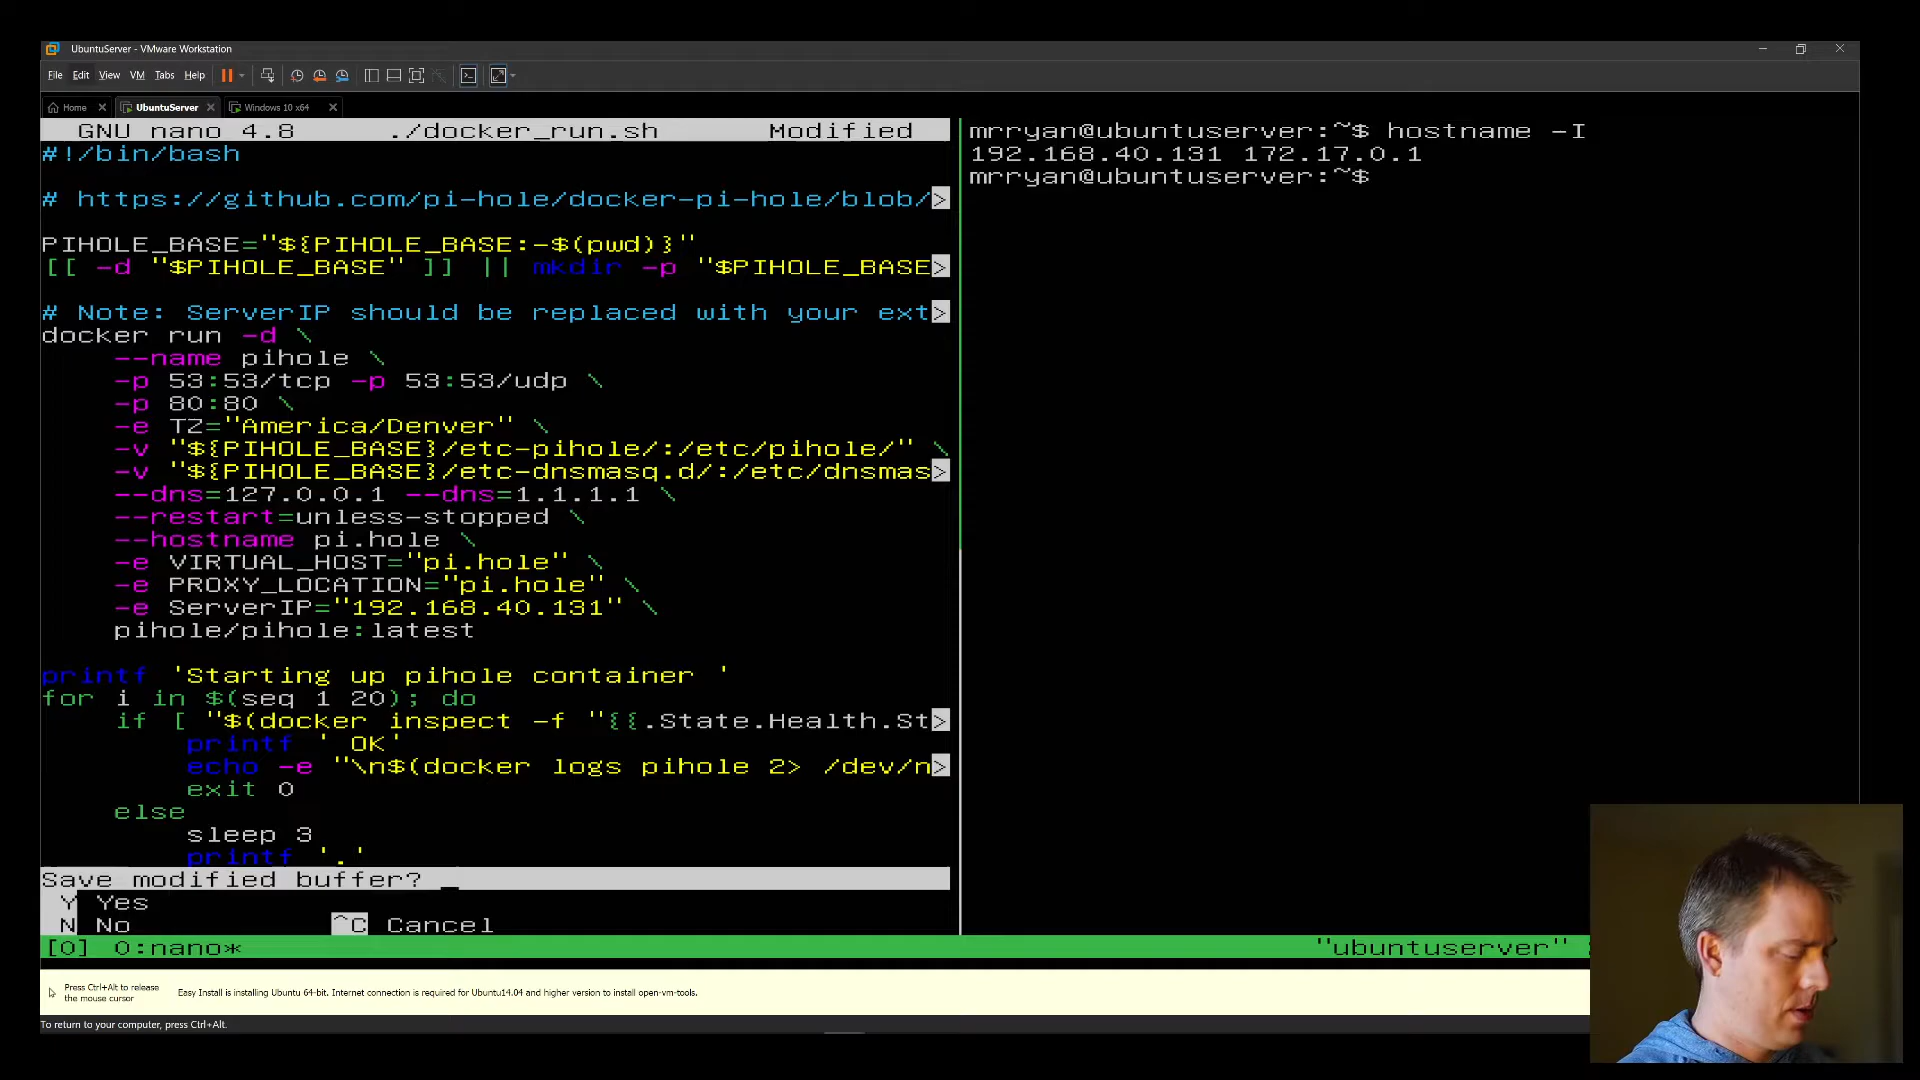 UbuntuServer - VMware Workstation
File Edit View VM Tabs Help
Home UbuntuServer Windows 10 x64
GNU nano 4.8 ./docker_run.sh Modified
#!/bin/bash
# https://github.com/pi-hole/docker-pi-hole/blob/>
PIHOLE_BASE="${PIHOLE_BASE:-$(pwd)}"
[[ -d "$PIHOLE_BASE" ]] || mkdir -p "$PIHOLE_BASE>
# Note: ServerIP should be replaced with your ext>
docker run -d \
--name pihole \
-p 53:53/tcp -p 53:53/udp \
-p 80:80 \
-e TZ="America/Denver" \
-v "${PIHOLE_BASE}/etc-pihole/:/etc/pihole/" \
-v "${PIHOLE_BASE}/etc-dnsmasq.d/:/etc/dnsmas>
--dns=127.0.0.1 --dns=1.1.1.1 \
--restart=unless-stopped \
--hostname pi.hole \
-e VIRTUAL_HOST="pi.hole" \
-e PROXY_LOCATION="pi.hole" \
-e ServerIP="192.168.40.131" \
pihole/pihole:latest
printf 'Starting up pihole container '
for i in $(seq 1 20); do
if [ "$(docker inspect -f "{{.State.Health.St>
printf ' OK'
echo -e "\n$(docker logs pihole 2> /dev/n>
exit 0
else
sleep 3
printf '.'
Save modified buffer?
Y Yes
N No ^C Cancel
mrryan@ubuntuserver:~$ hostname -I
192.168.40.131 172.17.0.1
mrryan@ubuntuserver:~$
[0] 0:nano* "ubuntuserver"
Press Ctrl+Alt to release
the mouse cursor
Easy Install is installing Ubuntu 64-bit. Internet connection is required for Ubuntu14.04 and higher version to install open-vm-tools.
To return to your computer, press Ctrl+Alt.